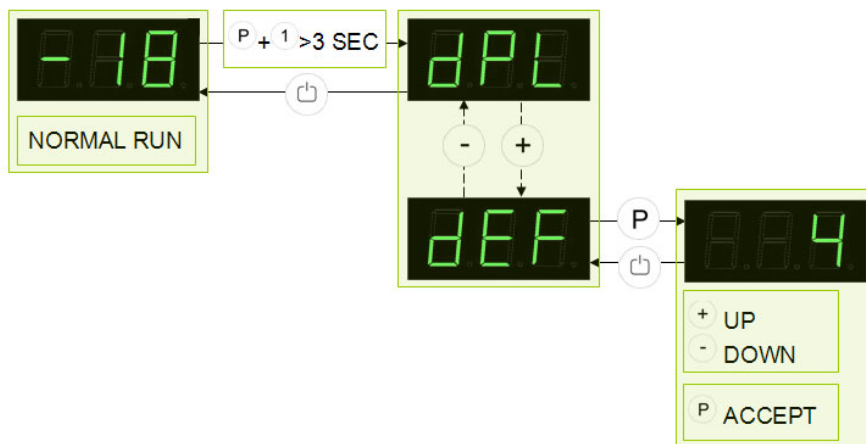 -18
P + 1 >3 SEC
dPL
NORMAL RUN
- +
dEF
P
4
+ UP
- DOWN
P ACCEPT